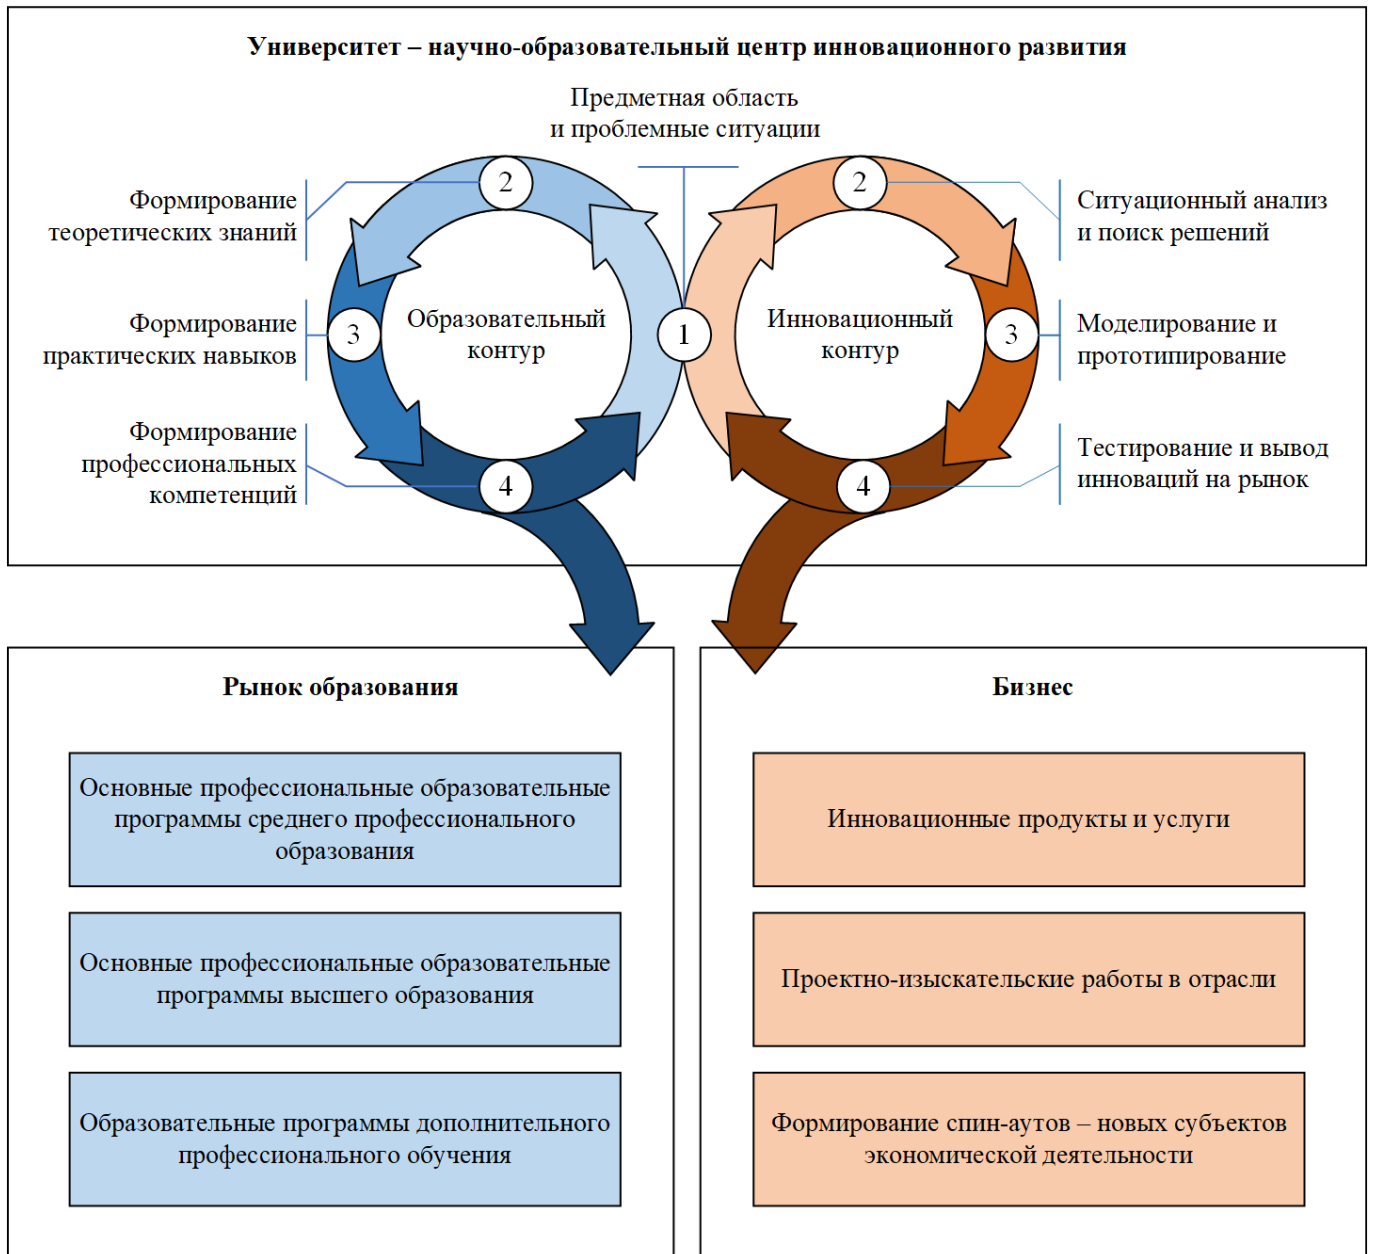 Университет – научно-образовательный центр инновационного развития
Предметная область
и проблемные ситуации
Формирование
теоретических знаний
Формирование
практических навыков
Формирование
профессиональных
компетенций
2
3
4
Образовательный
контур
1
Инновационный
контур
2
3
4
Ситуационный анализ
и поиск решений
Моделирование и
прототипирование
Тестирование и вывод
инноваций на рынок
Рынок образования
Основные профессиональные образовательные
программы среднего профессионального
образования
Основные профессиональные образовательные
программы высшего образования
Образовательные программы дополнительного
профессионального обучения
Бизнес
Инновационные продукты и услуги
Проектно-изыскательские работы в отрасли
Формирование спин-аутов – новых субъектов
экономической деятельности